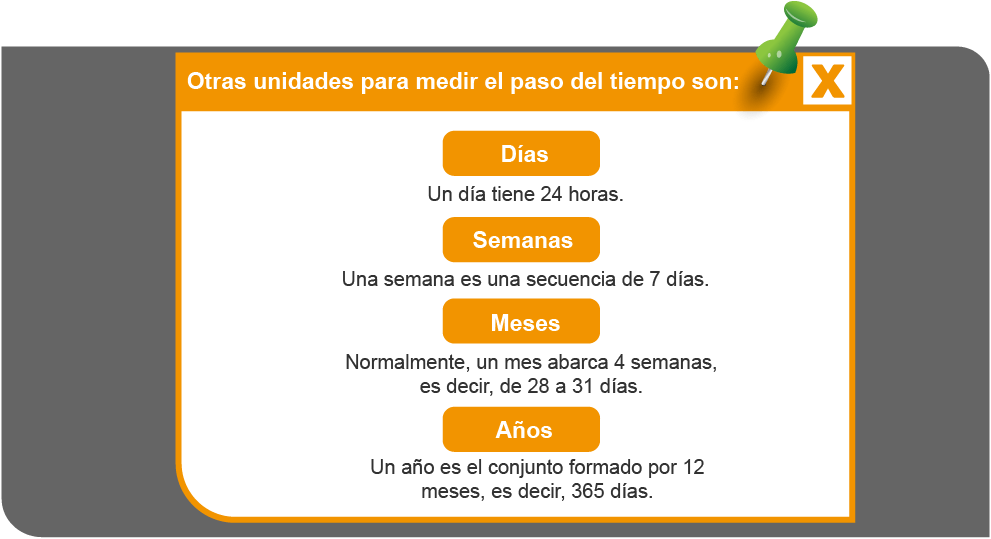 Otras unidades para medir el paso del tiempo son:
X
Días
Un día tiene 24 horas.
Semanas
Una semana es una secuencia de 7 días.
Meses
Normalmente, un mes abarca 4 semanas,
es decir, de 28 a 31 días.
Años
Un año es el conjunto formado por 12
meses, es decir, 365 días.